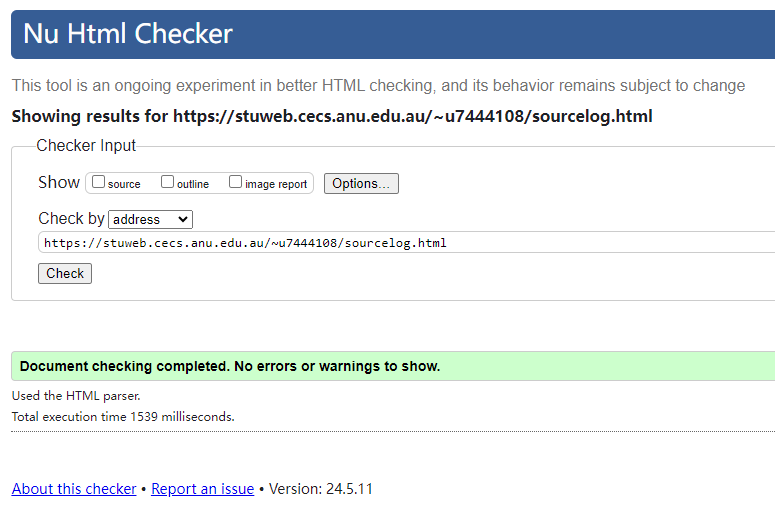 Nu Html Checker
This tool is an ongoing experiment in better HTML checking, and its behavior remains subject to change
Showing results for https://stuweb.cecs.anu.edu.au/~u7444108/sourcelog.html
Checker Input
Show source outline image report Options...
Check by address
https://stuweb.cecs.anu.edu.au/~u7444108/sourcelog.html
Check
Document checking completed. No errors or warnings to show.
Used the HTML parser.
Total execution time 1539 milliseconds.
About this checker • Report an issue • Version: 24.5.11